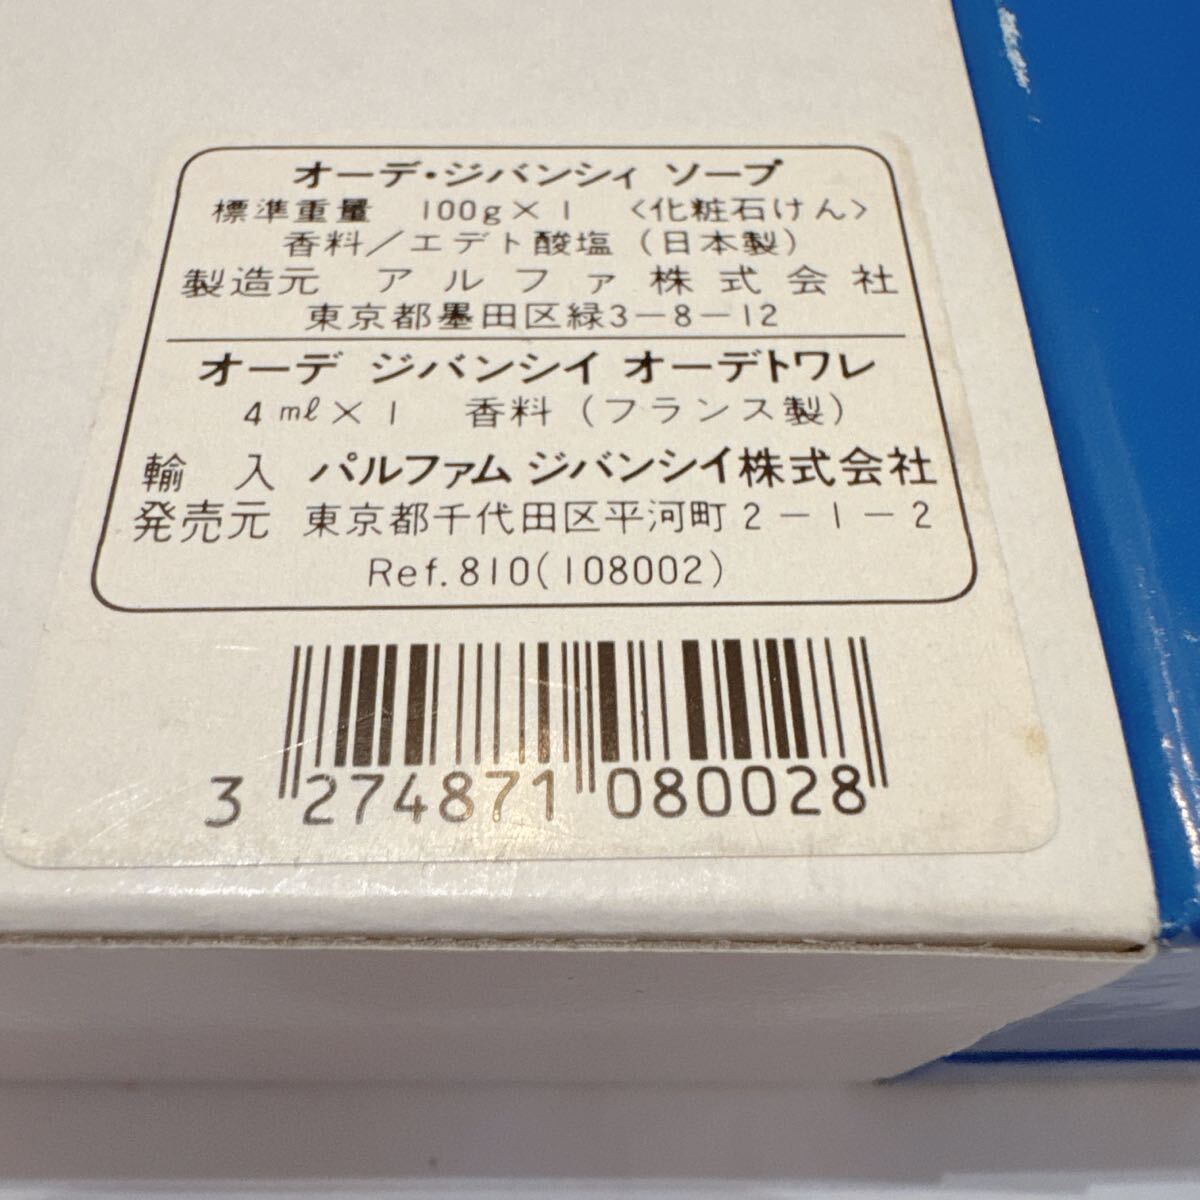 オーデ・ジバンシィ ソープ
標準重量　100g×1　〈化粧石けん〉
香料／エデト酸塩（日本製）
製造元　アルファ株式会社
東京都墨田区緑3－8－12
オーデ ジバンシイ オーデトワレ
4ml×1　香料（フランス製）
輸　入　パルファム ジバンシイ株式会社
発売元　東京都千代田区平河町2－1－2
Ref.810(108002)
3 274871 080028